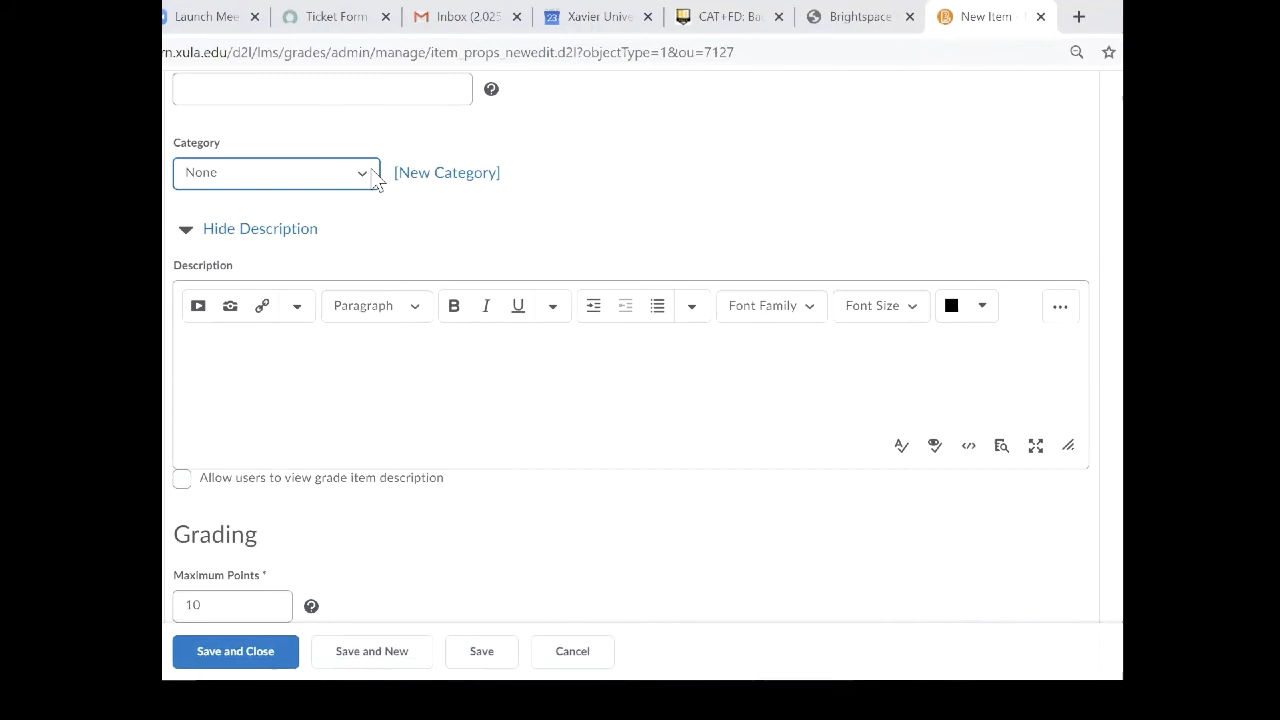 Launch Mee
Ticket Form
Inbox (2,025
23
Xavier Unive
CAT+FD: Ba
Brightspace
New Item -
rn.xula.edu/d2l/lms/grades/admin/manage/item_props_newedit.d2l?objectType=1&ou=7127
Category
None
[New Category]
Hide Description
Description
Paragraph
B I U
Font Family
Font Size
Allow users to view grade item description
Grading
Maximum Points *
10
Save and Close
Save and New
Save
Cancel